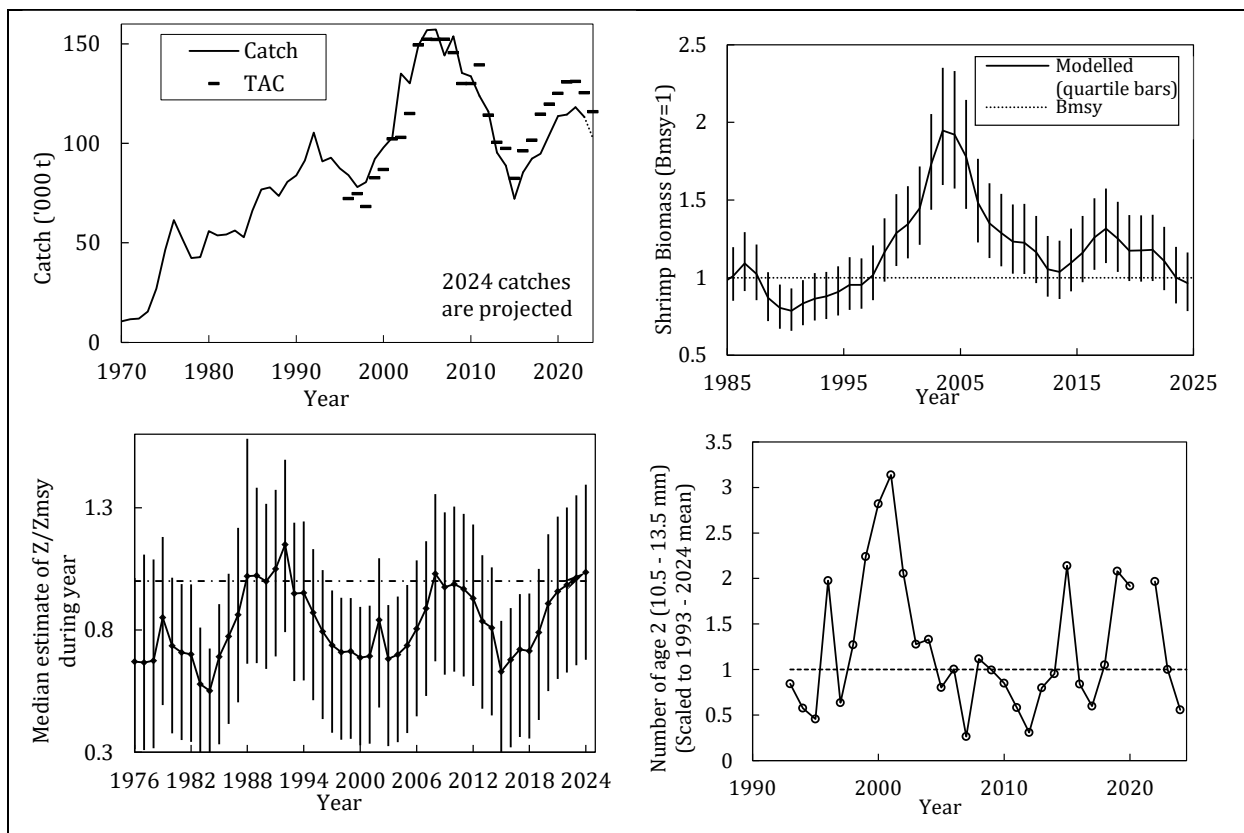 Catch ('000 t)
150
100
50
0
Catch
TAC
2024 catches
are projected
1970 1980 1990 2000 2010 2020
Year
Shrimp Biomass (Bmsy=1)
2.5
2
1.5
1
0.5
Modelled
(quartile bars)
Bmsy
1985 1995 2005 2015 2025
Year
Median estimate of Z/Zmsy
during year
1.3
0.8
0.3
1976 1982 1988 1994 2000 2006 2012 2018 2024
Year
Number of age 2 (10.5 - 13.5 mm)
(Scaled to 1993 - 2024 mean)
3.5
3
2.5
2
1.5
1
0.5
0
1990 2000 2010 2020
Year